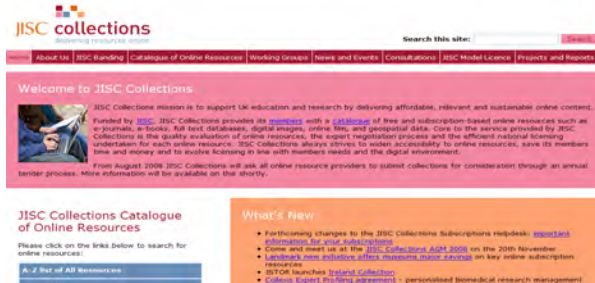 JISC collections
delivering resources online
Search this site:
Search
Home
About Us
JISC Banding
Catalogue of Online Resources
Working Groups
News and Events
Consultations
JISC Model Licence
Projects and Reports
Welcome to JISC Collections
JISC Collections mission is to support UK education and research by delivering affordable, relevant and sustainable online content.
Funded by JISC, JISC Collections provides its members with a catalogue of free and subscription-based online resources such as
e-journals, e-books, full text databases, digital images, online film, and geospatial data. Core to the service provided by JISC
Collections is the quality evaluation of online resources, the expert negotiation process and the efficient national licensing
undertaken for each online resource. JISC Collections always strives to widen accessibility to online resources, save its members
time and money and to evolve licensing in line with members needs and the digital environment.
From August 2008 JISC Collections will ask all online resource providers to submit collections for consideration through an annual
tender process. More information will be available on the shortly.
JISC Collections Catalogue
of Online Resources
Please click on the links below to search for
online resources:
A-Z list of All Resources
What's New
Forthcoming changes to the JISC Collections Subscriptions Helpdesk: important
information for your subscriptions
Come and meet us at the JISC Collections AGM 2008 on the 20th November
Landmark new initiative offers museums major savings on key online subscription
resources
JSTOR launches Ireland Collection
Collexis Expert Profiling agreement - personalised biomedical research management